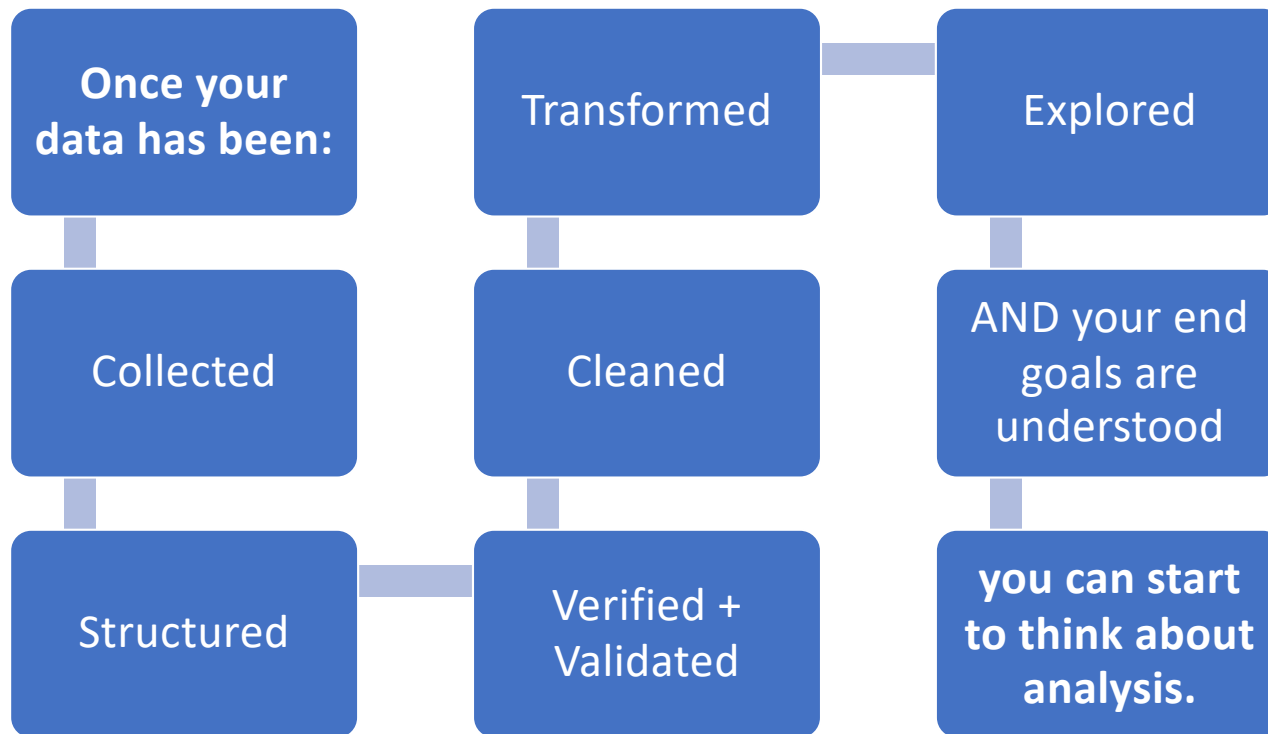 Once your
data has been:
Collected
Structured
Verified +
Validated
Cleaned
Transformed
Explored
AND your end
goals are
understood
you can start
to think about
analysis.